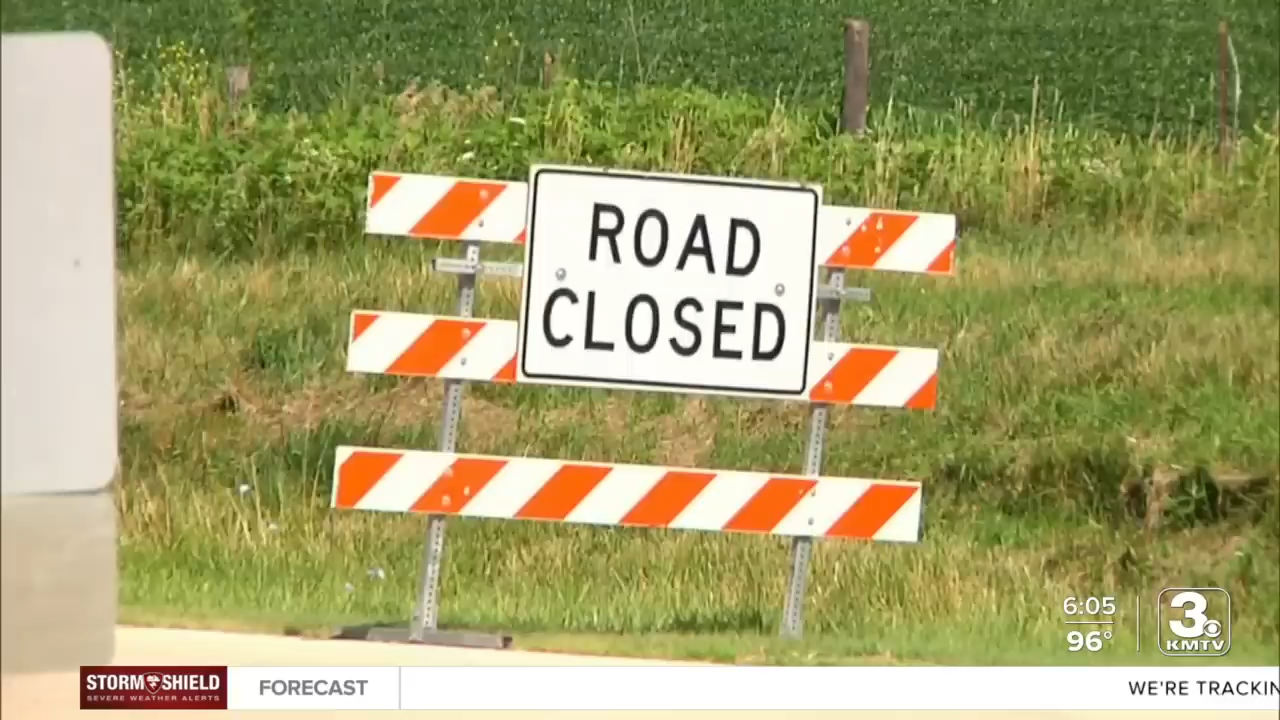 ROAD
CLOSED
6:05
96°
3
KMTV
STORM SHIELD
SEVERE WEATHER ALERTS
FORECAST
WE'RE TRACKIN